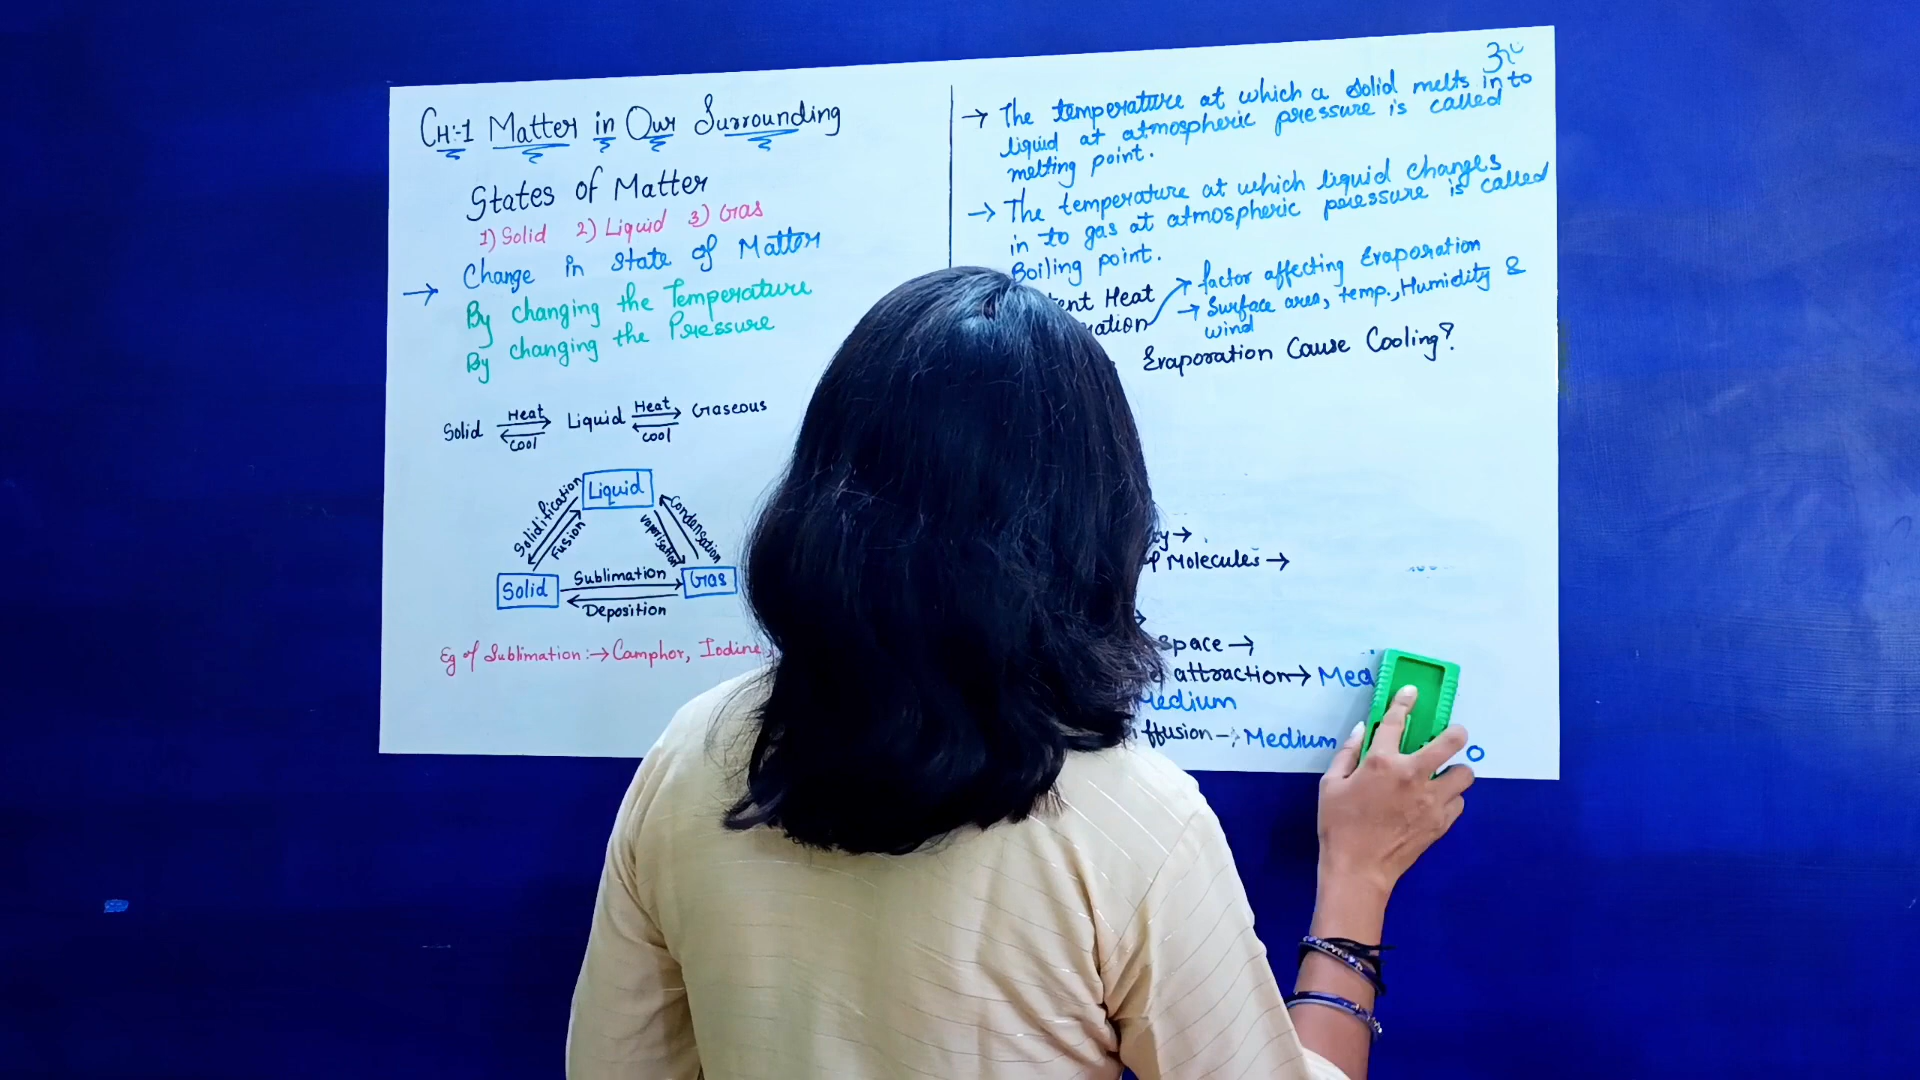 CH:-1 Matter in Our Surrounding
States of Matter
1) Solid 2) Liquid 3) Gas
→ Change in State of Matter
By changing the Temperature
By changing the Pressure
Solid Heat Cool Liquid Heat Cool Gaseous
Liquid
Solidification Fusion Vaporisation Condensation
Solid Sublimation Gas
Deposition
Eg of Sublimation:→ Camphor, Iodine,
→ The temperature at which a solid melts in to
liquid at atmospheric pressure is called
melting point.
→ The temperature at which liquid changes
in to gas at atmospheric pressure is called
Boiling point.
Heat
→ factor affecting Evaporation
→ Surface area, temp., Humidity &
wind
Evaporation Cause Cooling?
Molecules →
space →
attraction →
Medium
→ Medium